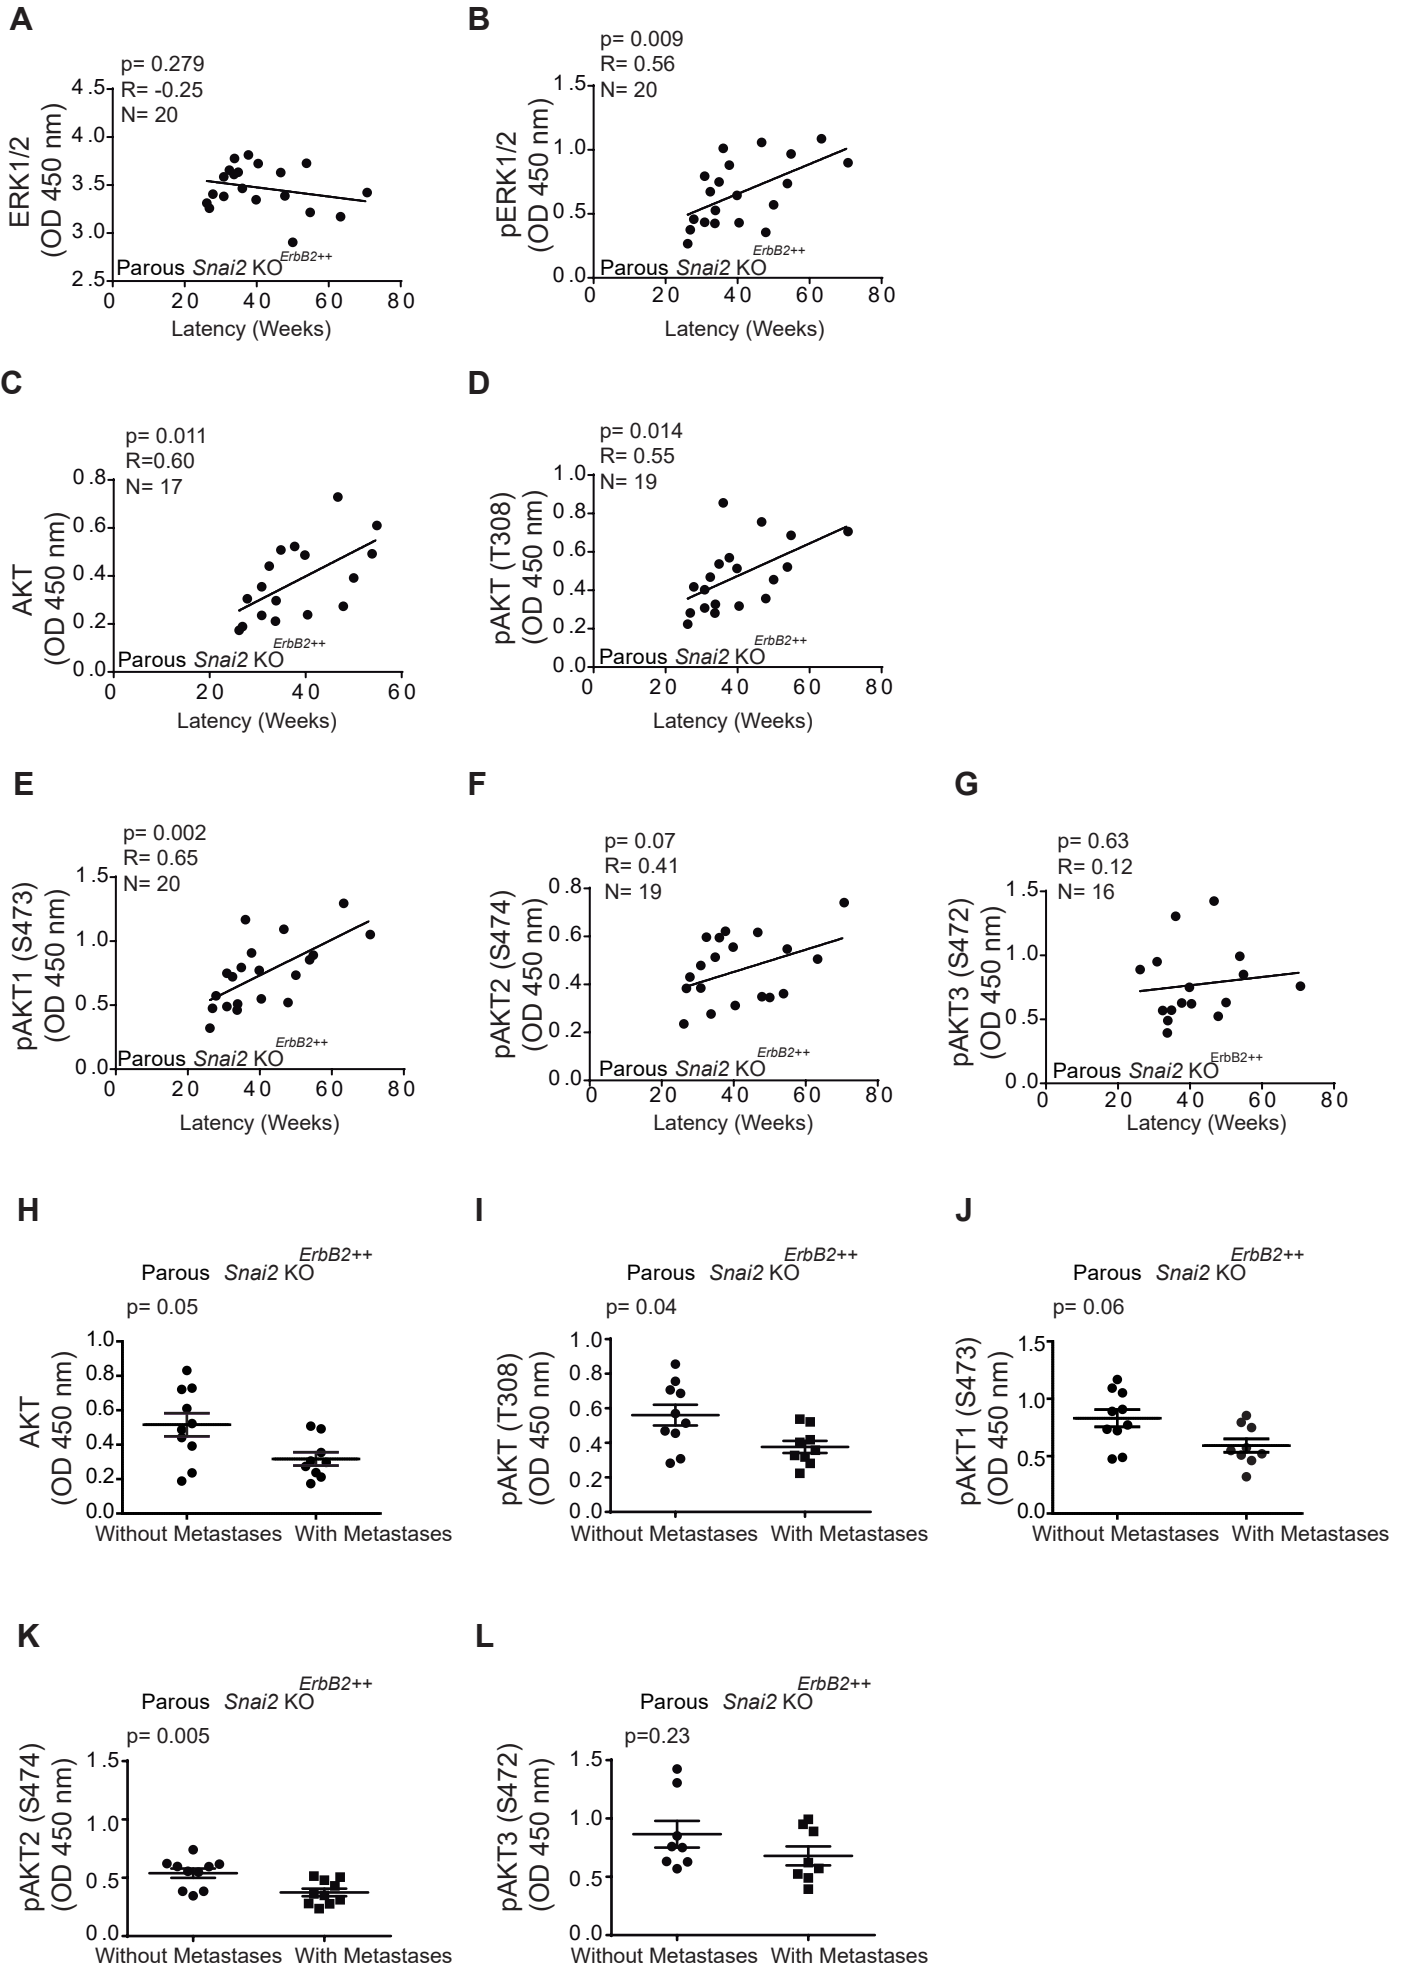 A
p= 0.279
R= -0.25
N= 20
ERK1/2
(OD 450 nm)
4.5
4.0
3.5
3.0
2.5
Parous Snai2 KO ErbB2++
0 20 40 60 80
Latency (Weeks)
B
p= 0.009
R= 0.56
N= 20
pERK1/2
(OD 450 nm)
1.5
1.0
0.5
0.0
Parous Snai2 KO ErbB2++
0 20 40 60 80
Latency (Weeks)
C
p= 0.011
R=0.60
N= 17
AKT
(OD 450 nm)
0.8
0.6
0.4
0.2
0.0
Parous Snai2 KO ErbB2++
0 20 40 60
Latency (Weeks)
D
p= 0.014
R= 0.55
N= 19
pAKT (T308)
(OD 450 nm)
1.0
0.8
0.6
0.4
0.2
0.0
Parous Snai2 KO ErbB2++
0 20 40 60 80
Latency (Weeks)
E
p= 0.002
R= 0.65
N= 20
pAKT1 (S473)
(OD 450 nm)
1.5
1.0
0.5
0.0
Parous Snai2 KO ErbB2++
0 20 40 60 80
Latency (Weeks)
F
p= 0.07
R= 0.41
N= 19
pAKT2 (S474)
(OD 450 nm)
0.8
0.6
0.4
0.2
0.0
Parous Snai2 KO ErbB2++
0 20 40 60 80
Latency (Weeks)
G
p= 0.63
R= 0.12
N= 16
pAKT3 (S472)
(OD 450 nm)
1.5
1.0
0.5
0.0
Parous Snai2 KO ErbB2++
0 20 40 60 80
Latency (Weeks)
H
Parous Snai2 KO ErbB2++
p= 0.05
AKT
(OD 450 nm)
1.0
0.8
0.6
0.4
0.2
0.0
Without Metastases With Metastases
I
Parous Snai2 KO ErbB2++
p= 0.04
pAKT (T308)
(OD 450 nm)
1.0
0.8
0.6
0.4
0.2
0.0
Without Metastases With Metastases
J
Parous Snai2 KO ErbB2++
p= 0.06
pAKT1 (S473)
(OD 450 nm)
1.5
1.0
0.5
0.0
Without Metastases With Metastases
K
Parous Snai2 KO ErbB2++
p= 0.005
pAKT2 (S474)
(OD 450 nm)
1.5
1.0
0.5
0.0
Without Metastases With Metastases
L
Parous Snai2 KO ErbB2++
p=0.23
pAKT3 (S472)
(OD 450 nm)
1.5
1.0
0.5
0.0
Without Metastases With Metastases